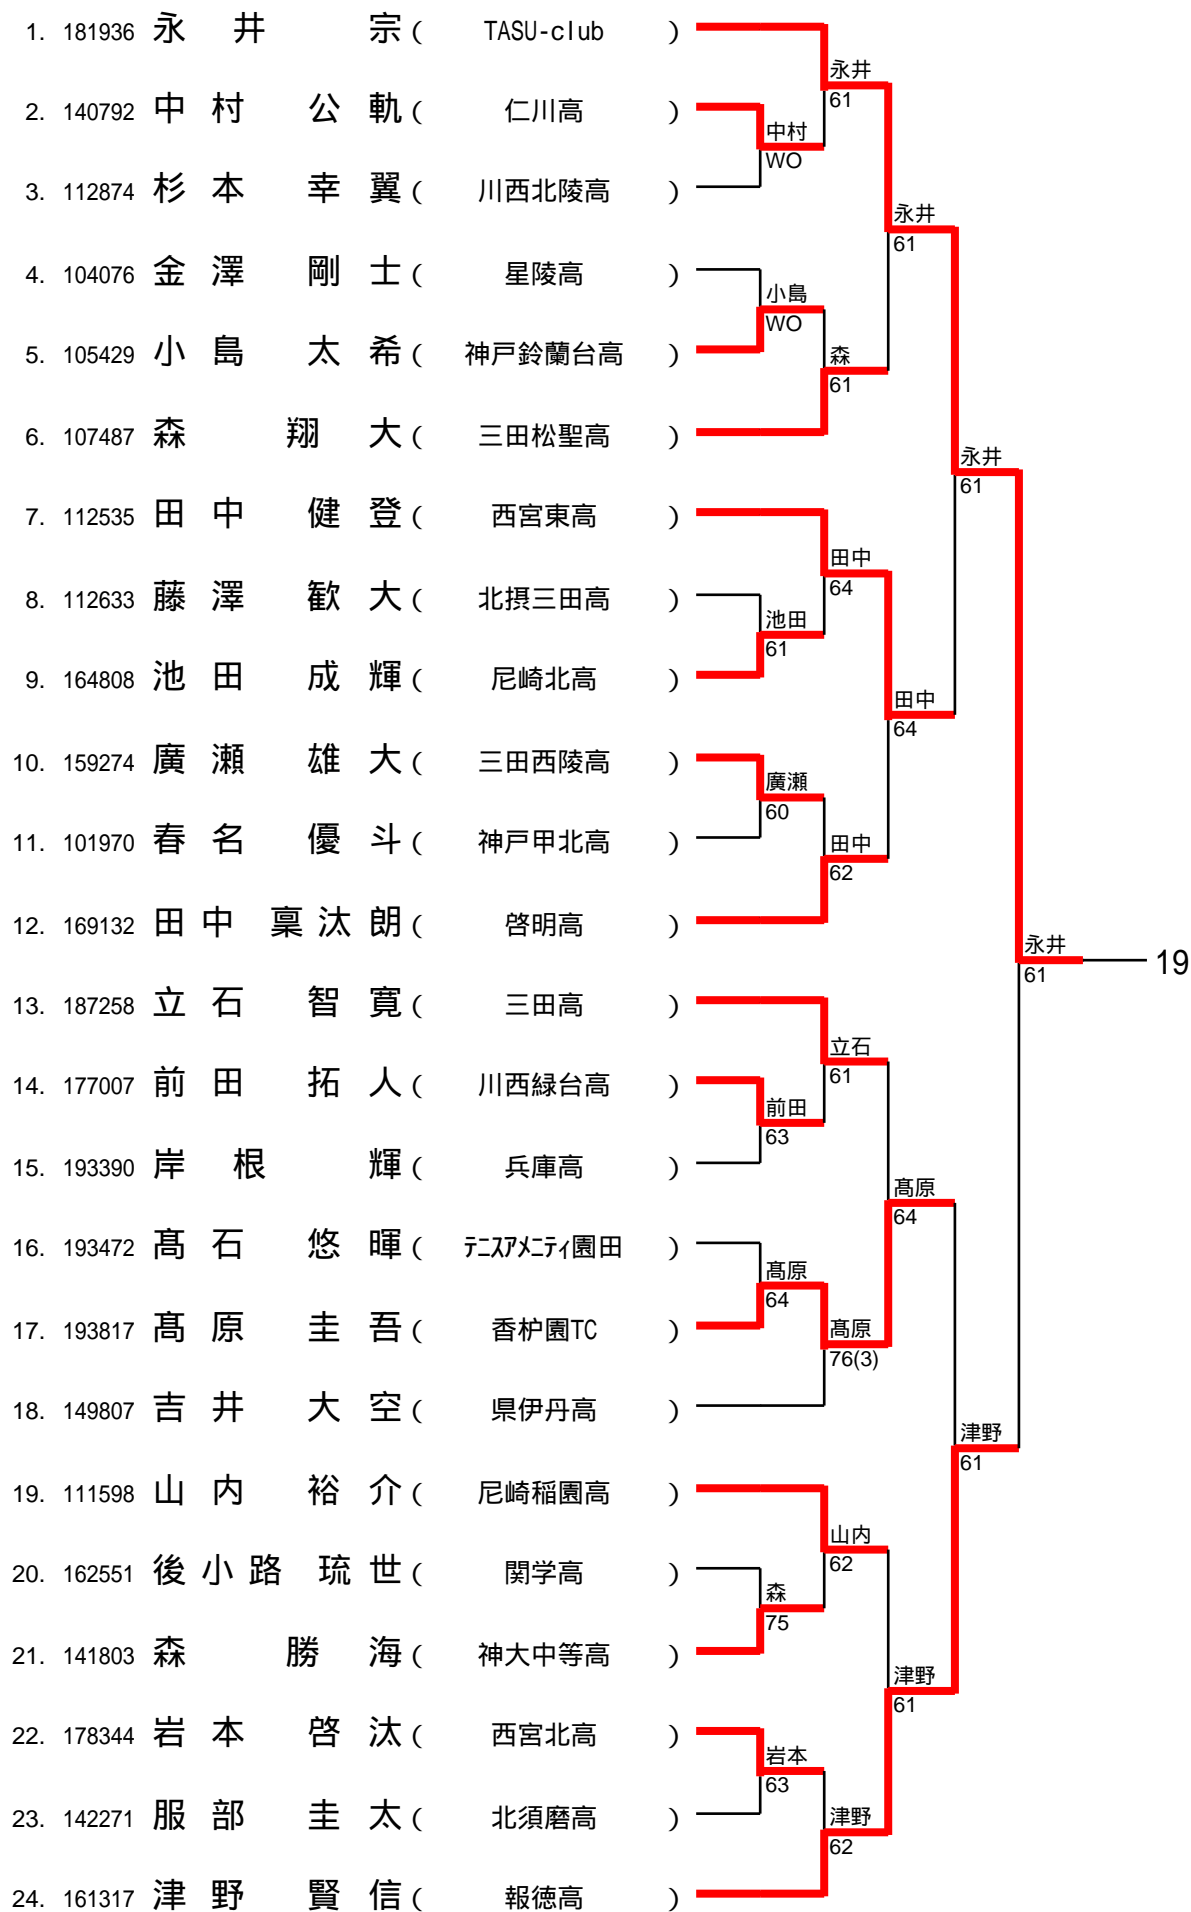 1. 181936 永井 宗 ( TASU-club )
永井
2. 140792 中村 公軌 ( 仁川高 )
61
中村
WO
3. 112874 杉本 幸翼 ( 川西北陵高 )
永井
61
4. 104076 金澤 剛士 ( 星陵高 )
小島
WO
5. 105429 小島 太希 ( 神戸鈴蘭台高 )
森
61
6. 107487 森 翔大 ( 三田松聖高 )
永井
61
7. 112535 田中 健登 ( 西宮東高 )
田中
64
8. 112633 藤澤 歓大 ( 北摂三田高 )
池田
61
9. 164808 池田 成輝 ( 尼崎北高 )
田中
64
10. 159274 廣瀬 雄大 ( 三田西陵高 )
廣瀬
60
11. 101970 春名 優斗 ( 神戸甲北高 )
田中
62
12. 169132 田中 稟汰朗 ( 啓明高 )
永井
61
19
13. 187258 立石 智寛 ( 三田高 )
立石
61
14. 177007 前田 拓人 ( 川西緑台高 )
前田
63
15. 193390 岸根 輝 ( 兵庫高 )
髙原
64
16. 193472 髙石 悠暉 ( テニスアメニティ園田 )
髙原
64
17. 193817 髙原 圭吾 ( 香枦園TC )
髙原
76(3)
18. 149807 吉井 大空 ( 県伊丹高 )
津野
61
19. 111598 山内 裕介 ( 尼崎稲園高 )
山内
62
20. 162551 後小路 琉世 ( 関学高 )
森
75
21. 141803 森 勝海 ( 神大中等高 )
津野
61
22. 178344 岩本 啓汰 ( 西宮北高 )
岩本
63
23. 142271 服部 圭太 ( 北須磨高 )
津野
62
24. 161317 津野 賢信 ( 報徳高 )